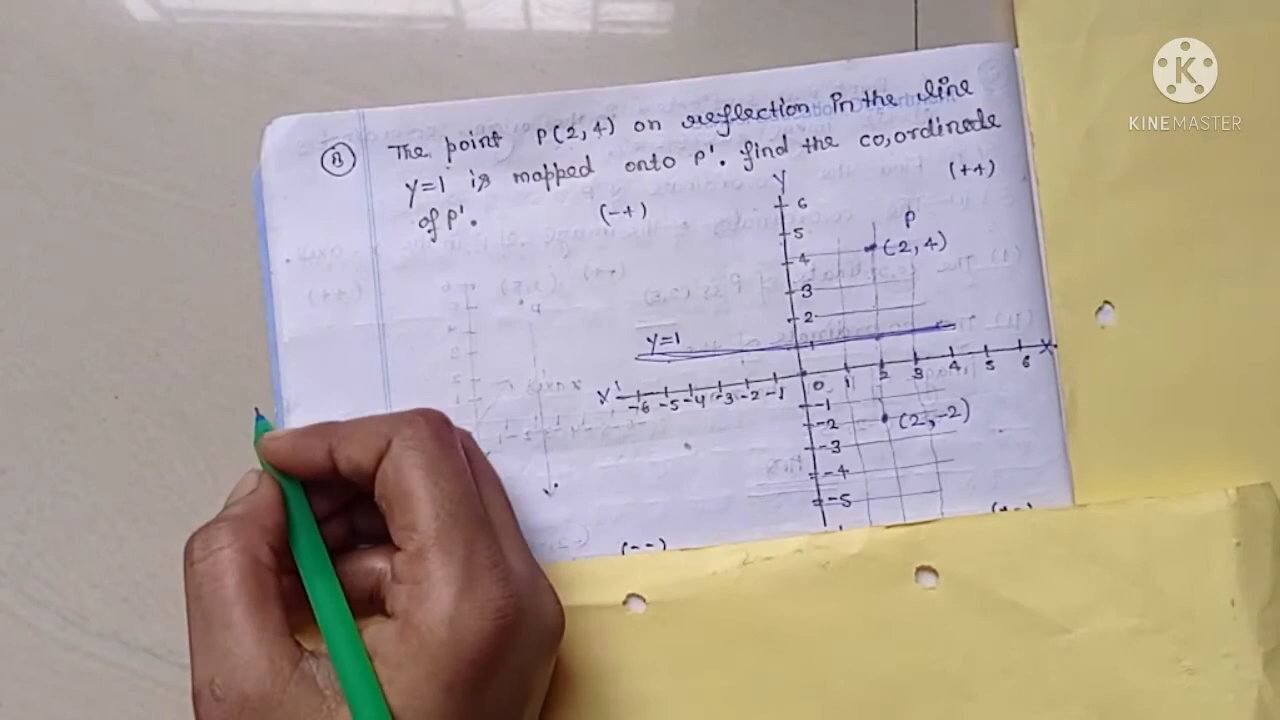 B The point P(2,4) on reflection in the line
y=1 is mapped onto P'. find the co,ordinede
of P'.
(-+)
(++)
Y
6
5
4
3
2
P
(2,4)
y=1
X' -6 -5 -4 -3 -2 -1 0 1 2 3 4 5 6 X
-1
-2
-3
-4
-5
(2,-2)
(--)
K
KINEMASTER